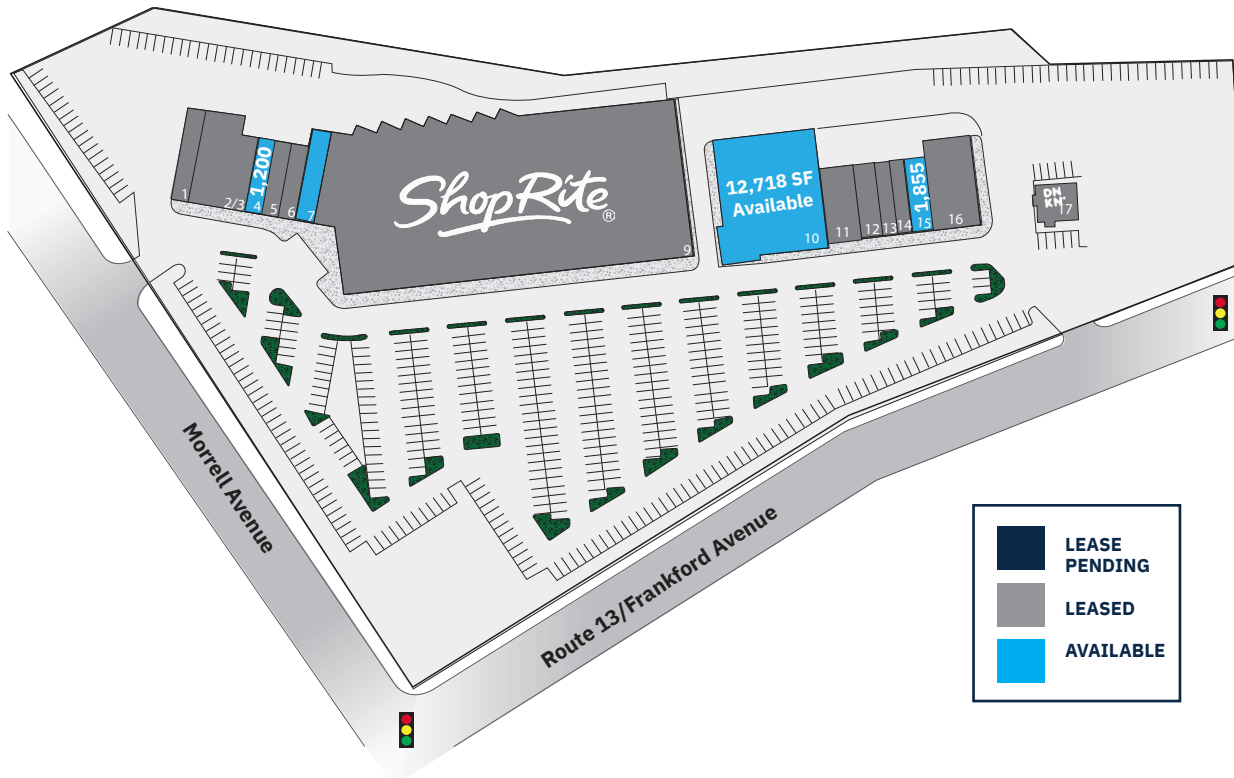 1
2/3
4
1,200
5
6
7
ShopRite®
9
12,718 SF
Available
10
11
12
13
14
15
1,855
16
DN
KN'
17
Morrell Avenue
Route 13/Frankford Avenue
LEASE
PENDING
LEASED
AVAILABLE